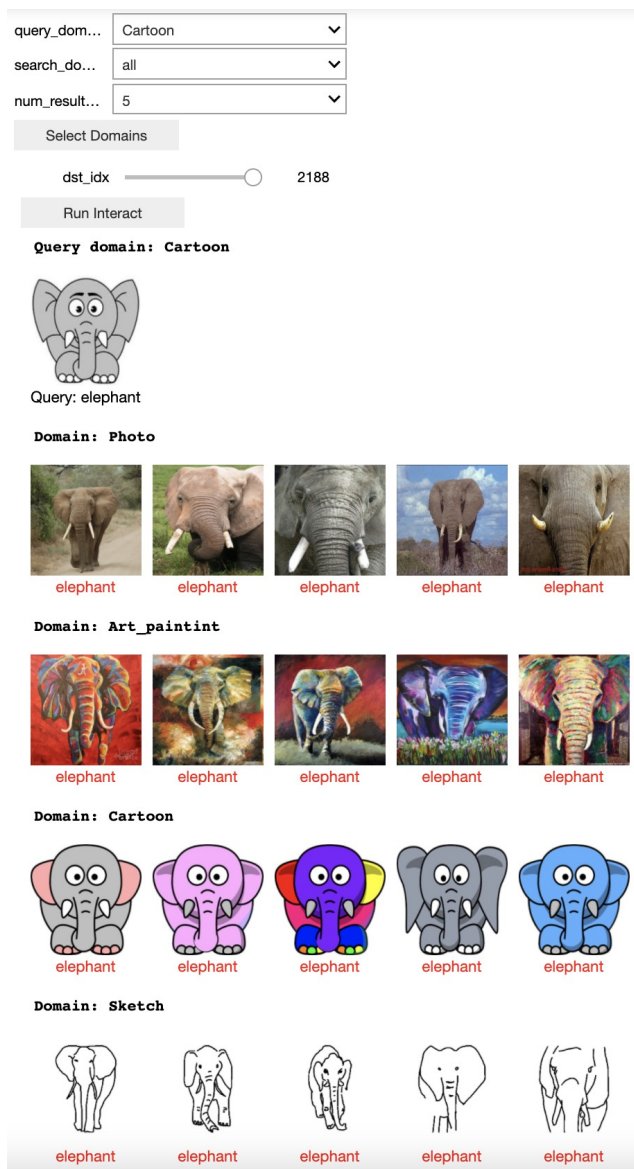 query_dom… Cartoon
search_do… all
num_result… 5
Select Domains
dst_idx 2188
Run Interact
Query domain: Cartoon
Query: elephant
Domain: Photo
elephant elephant elephant elephant elephant
Domain: Art_paintint
elephant elephant elephant elephant elephant
Domain: Cartoon
elephant elephant elephant elephant elephant
Domain: Sketch
elephant elephant elephant elephant elephant